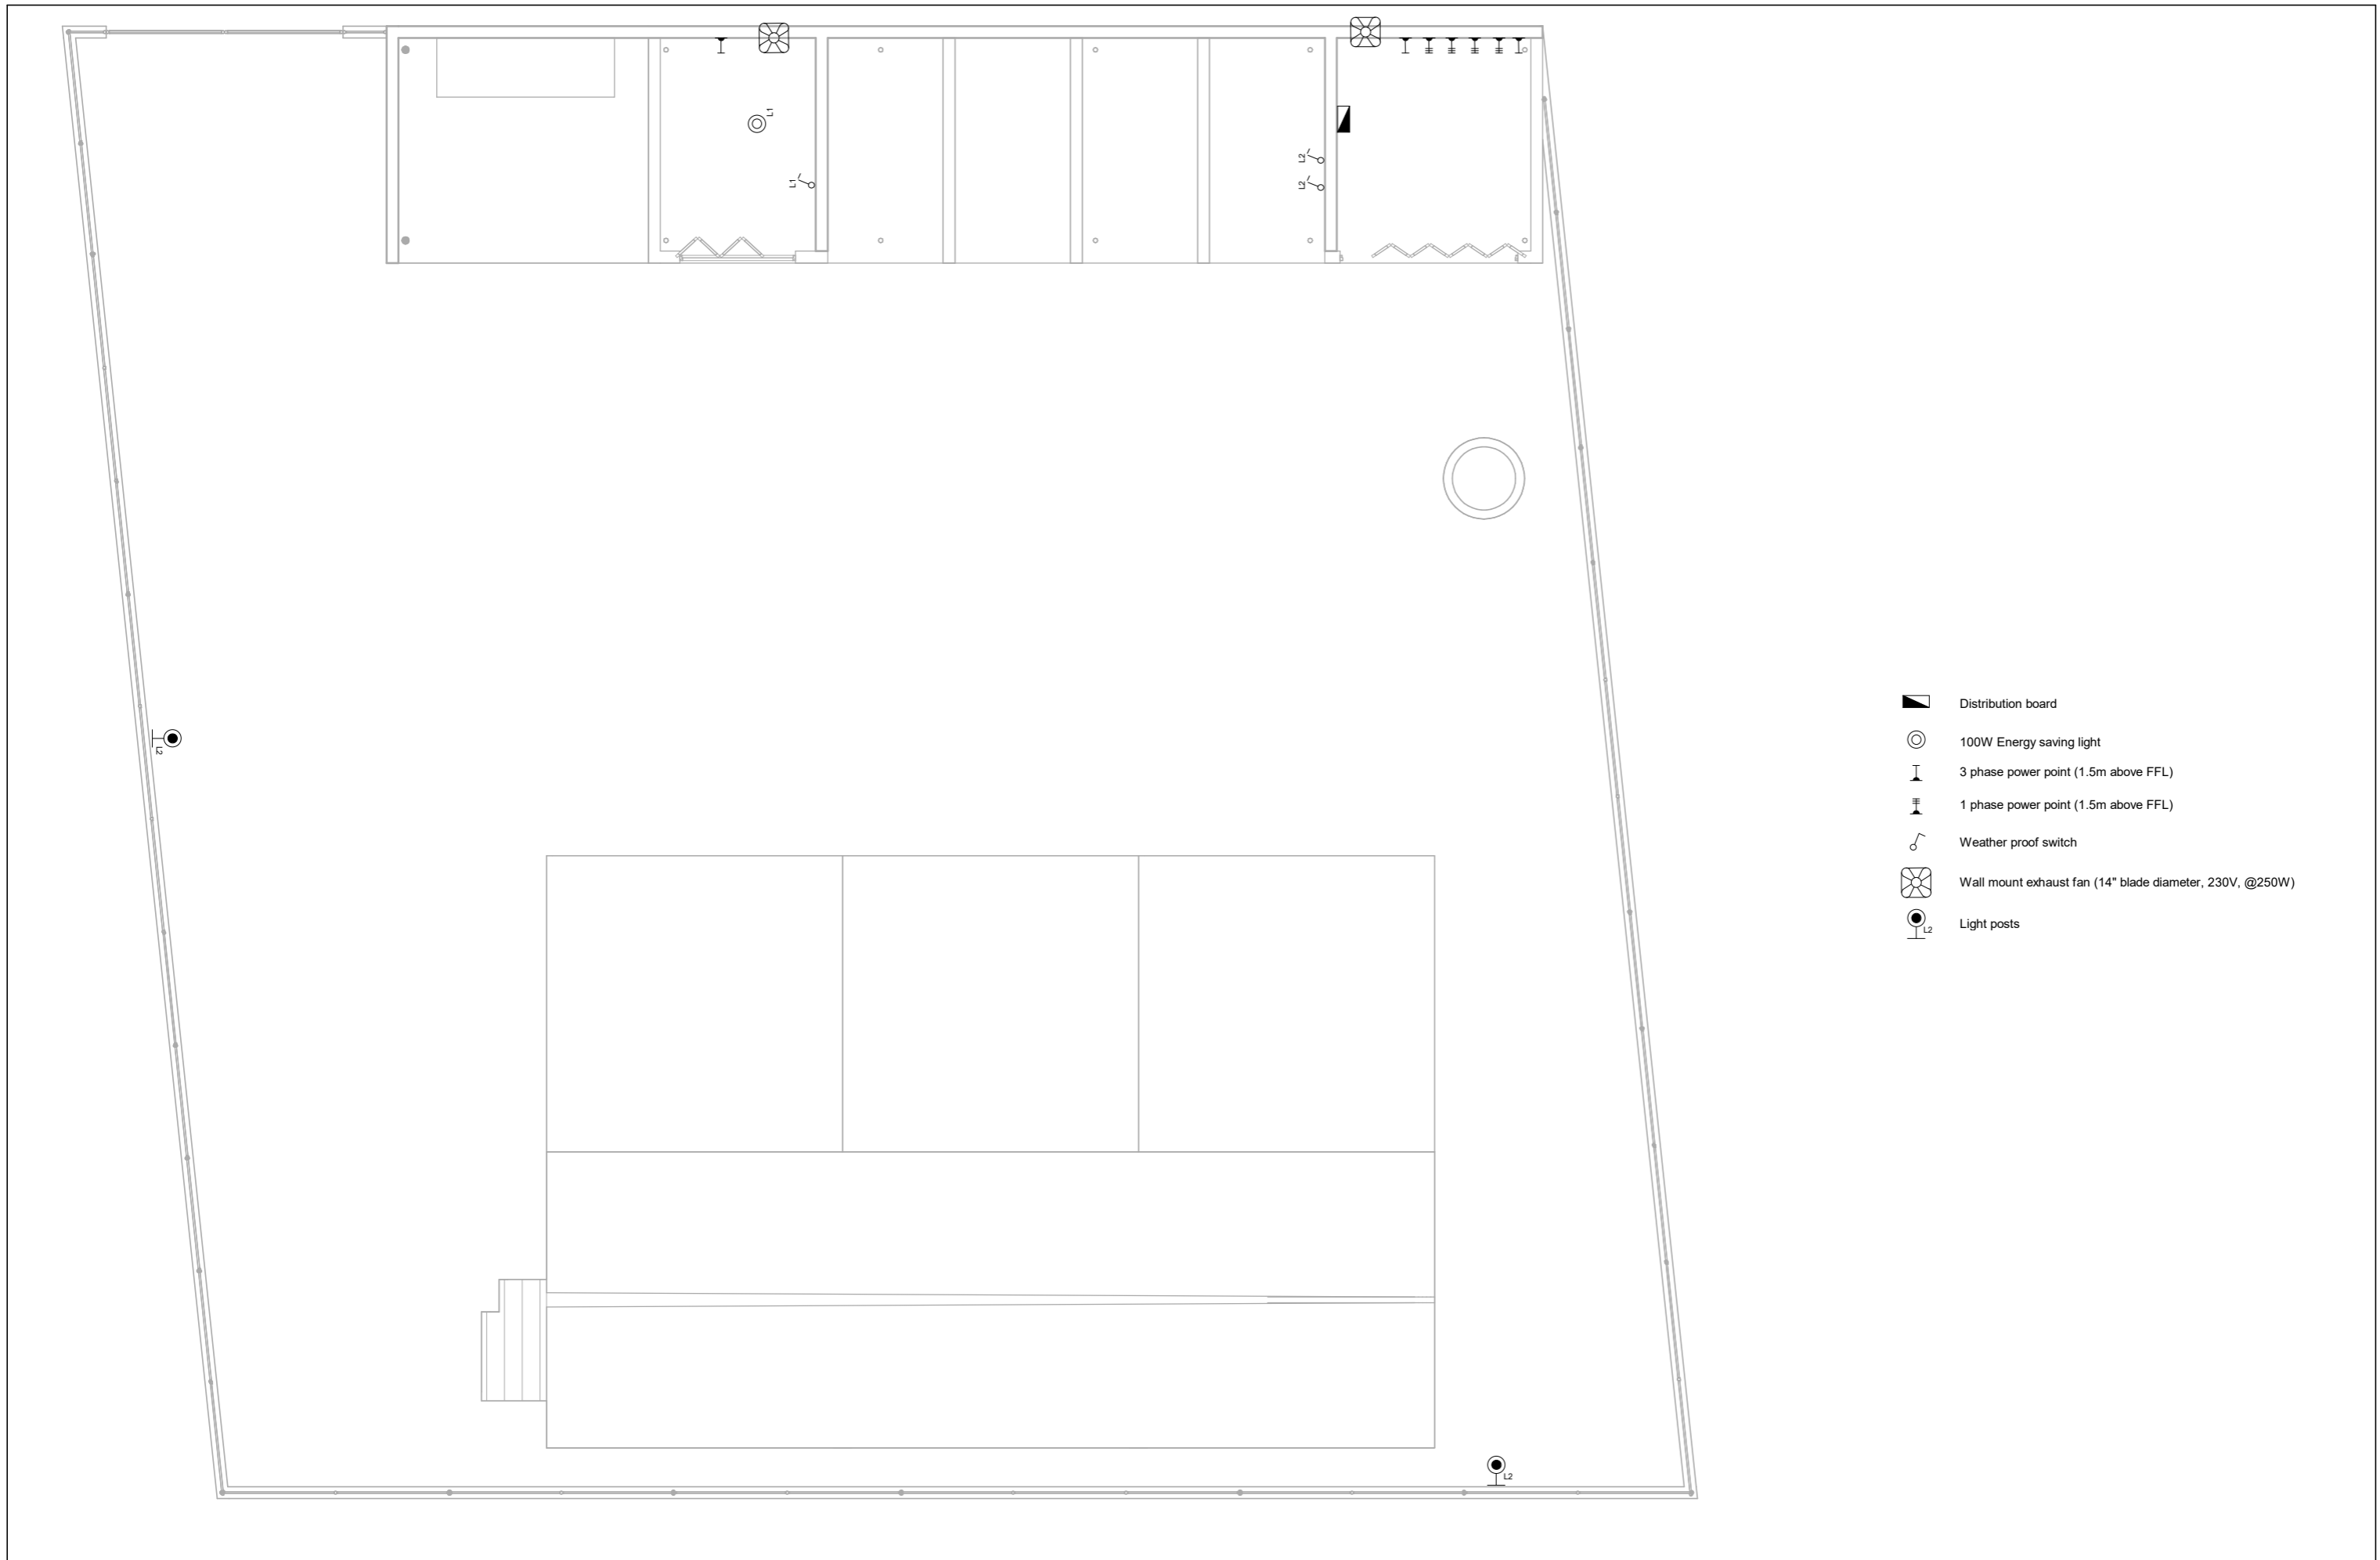 L1
L1
L2
L2
L2
L2
Distribution board
100W Energy saving light
3 phase power point (1.5m above FFL)
1 phase power point (1.5m above FFL)
Weather proof switch
Wall mount exhaust fan (14" blade diameter, 230V, @250W)
L2
Light posts